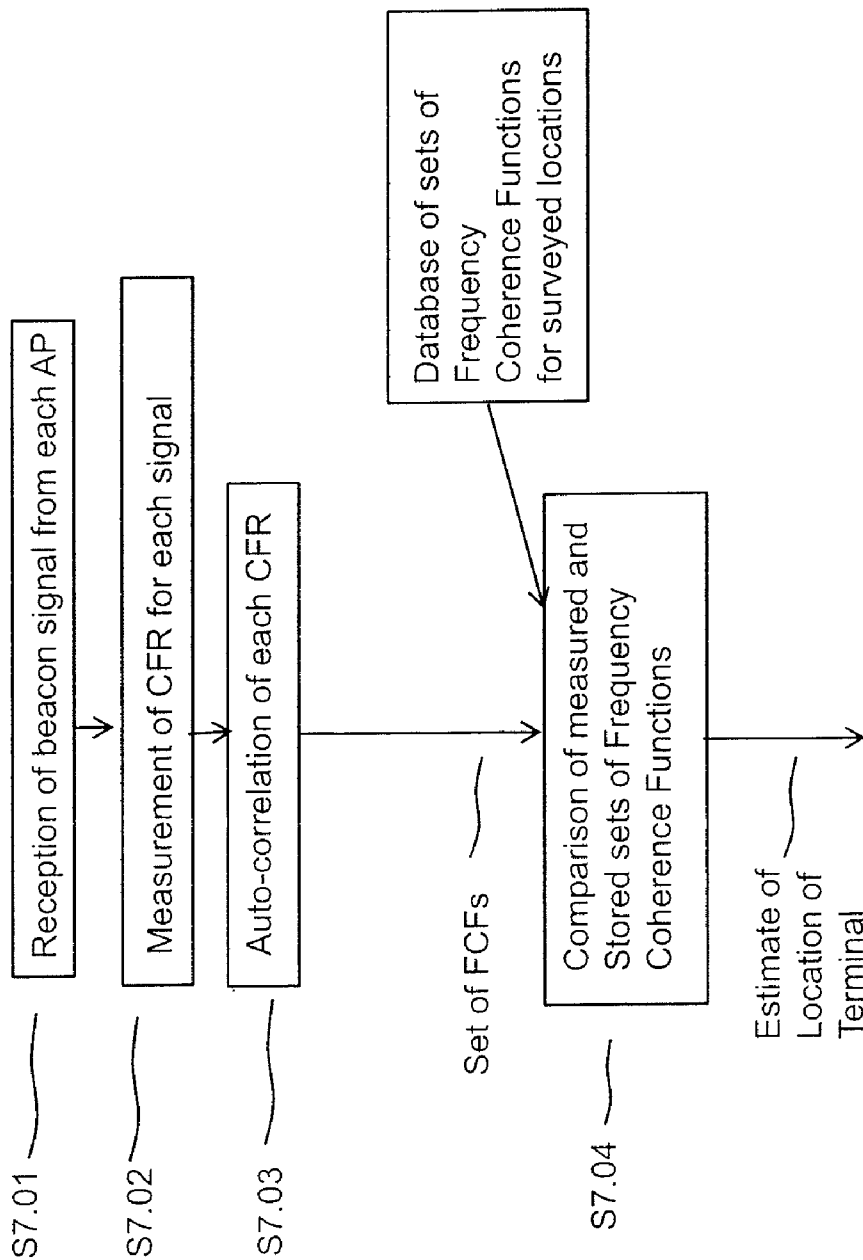 S7.01
Reception of beacon signal from each AP
S7.02
Measurement of CFR for each signal
S7.03
Auto-correlation of each CFR
Set of FCFs
Database of sets of
Frequency
Coherence Functions
for surveyed locations
S7.04
Comparison of measured and
Stored sets of Frequency
Coherence Functions
Estimate of
Location of
Terminal